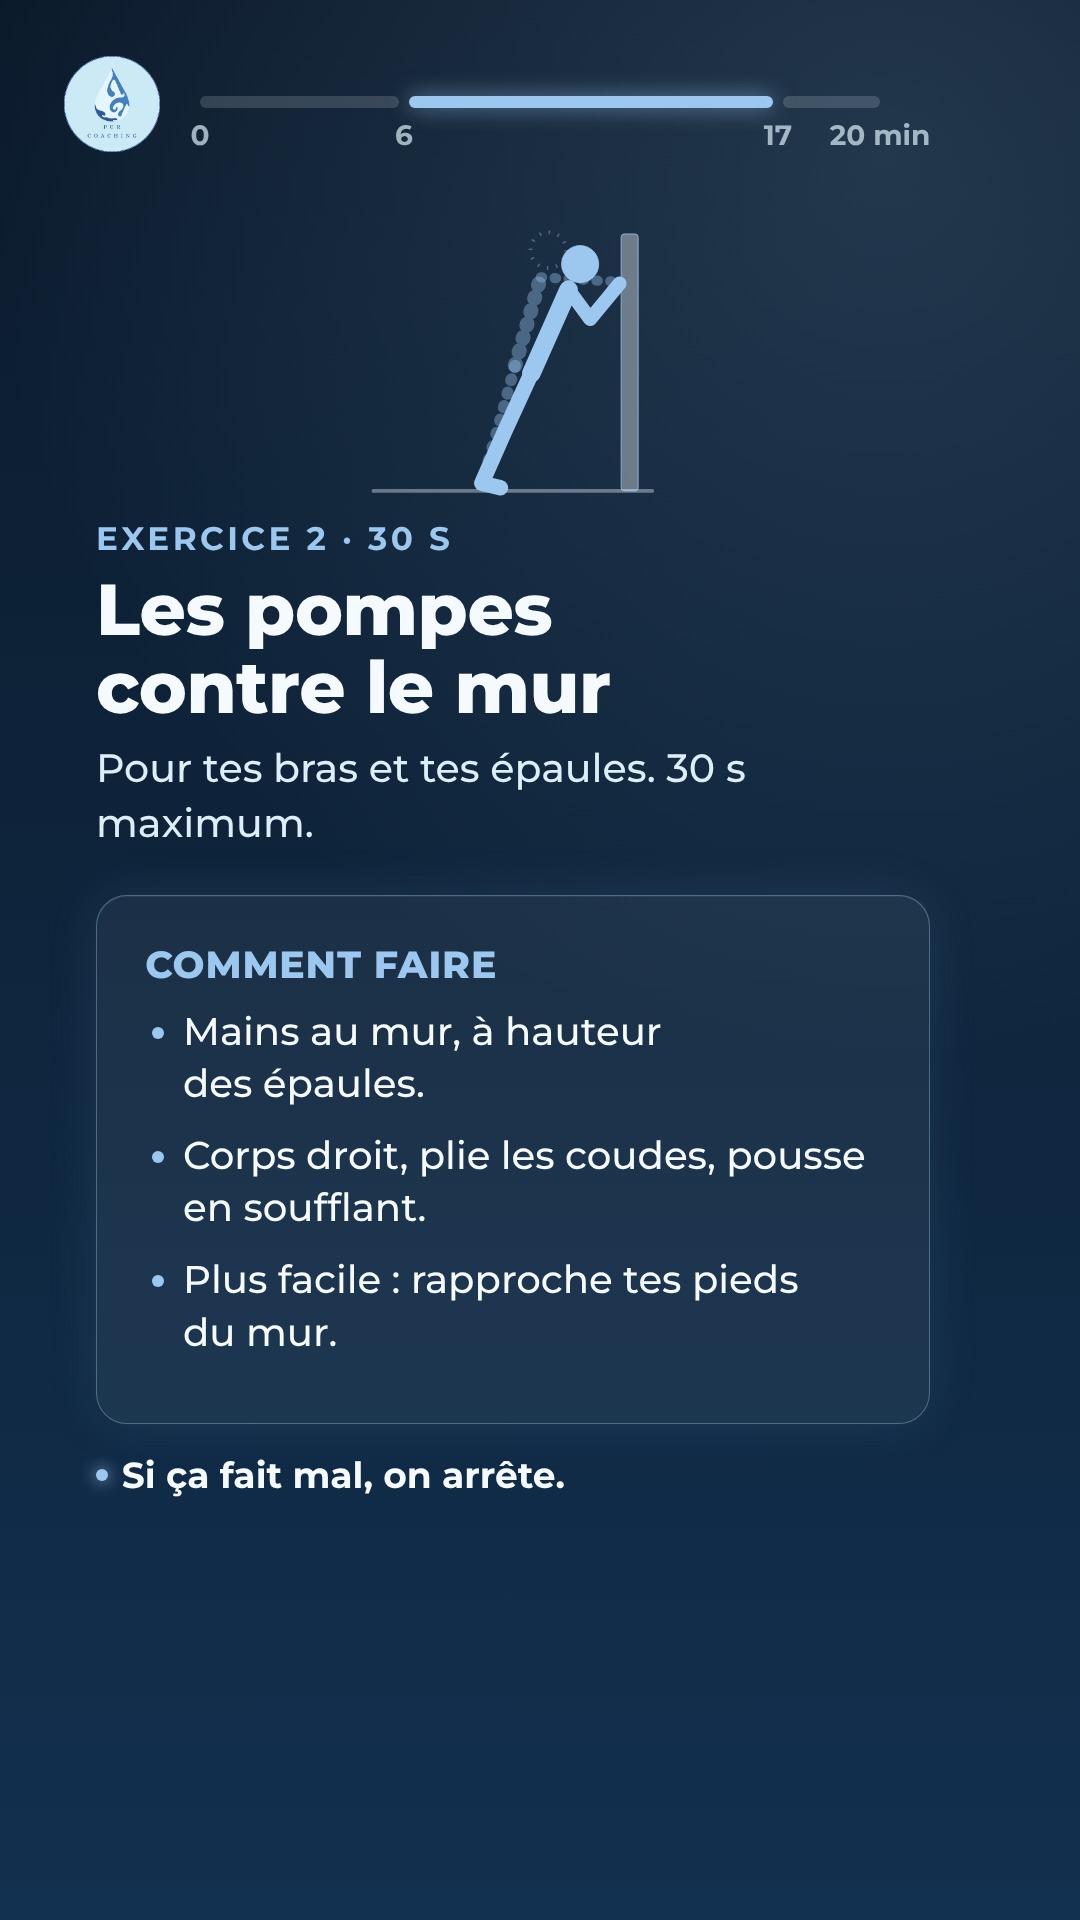 PUR
COACHING
0 6 17 20 min
EXERCICE 2 · 30 S
Les pompes
contre le mur
Pour tes bras et tes épaules. 30 s
maximum.
COMMENT FAIRE
• Mains au mur, à hauteur
des épaules.
• Corps droit, plie les coudes, pousse
en soufflant.
• Plus facile : rapproche tes pieds
du mur.
• Si ça fait mal, on arrête.